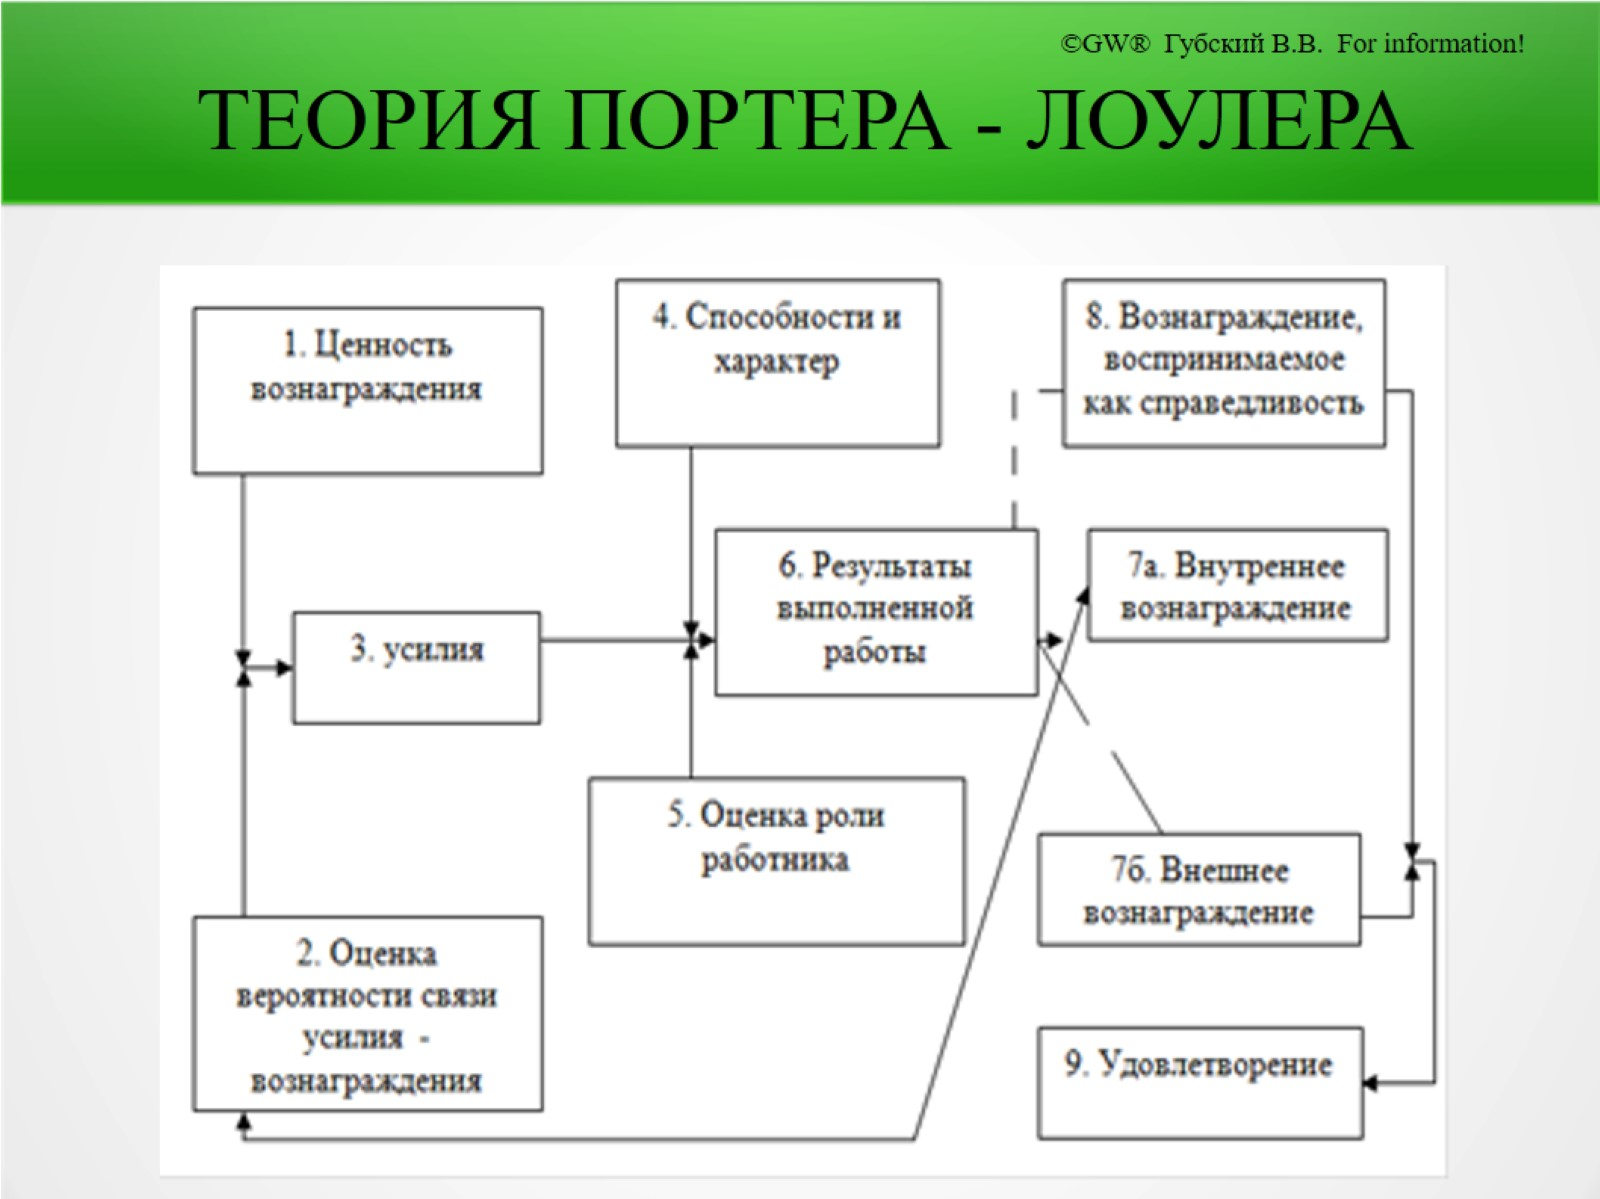 ©GW® Губский В.В. For information!
ТЕОРИЯ ПОРТЕРА - ЛОУЛЕРА
1. Ценность
вознаграждения
4. Способности и
характер
8. Вознаграждение,
воспринимаемое
как справедливость
3. усилия
6. Результаты
выполненной
работы
7а. Внутреннее
вознаграждение
5. Оценка роли
работника
7б. Внешнее
вознаграждение
2. Оценка
вероятности связи
усилия -
вознаграждения
9. Удовлетворение